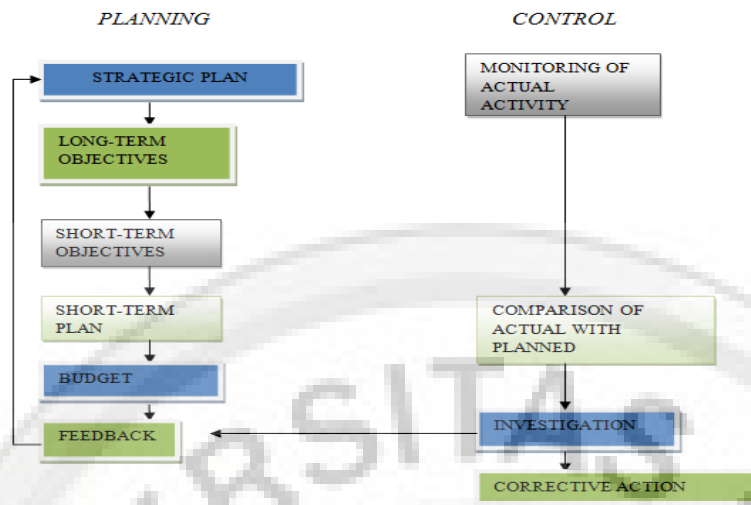 PLANNING
STRATEGIC PLAN
LONG-TERM
OBJECTIVES
SHORT-TERM
OBJECTIVES
SHORT-TERM
PLAN
BUDGET
FEEDBACK
CONTROL
MONITORING OF
ACTUAL
ACTIVITY
COMPARISON OF
ACTUAL WITH
PLANNED
INVESTIGATION
CORRECTIVE ACTION
RSITAS